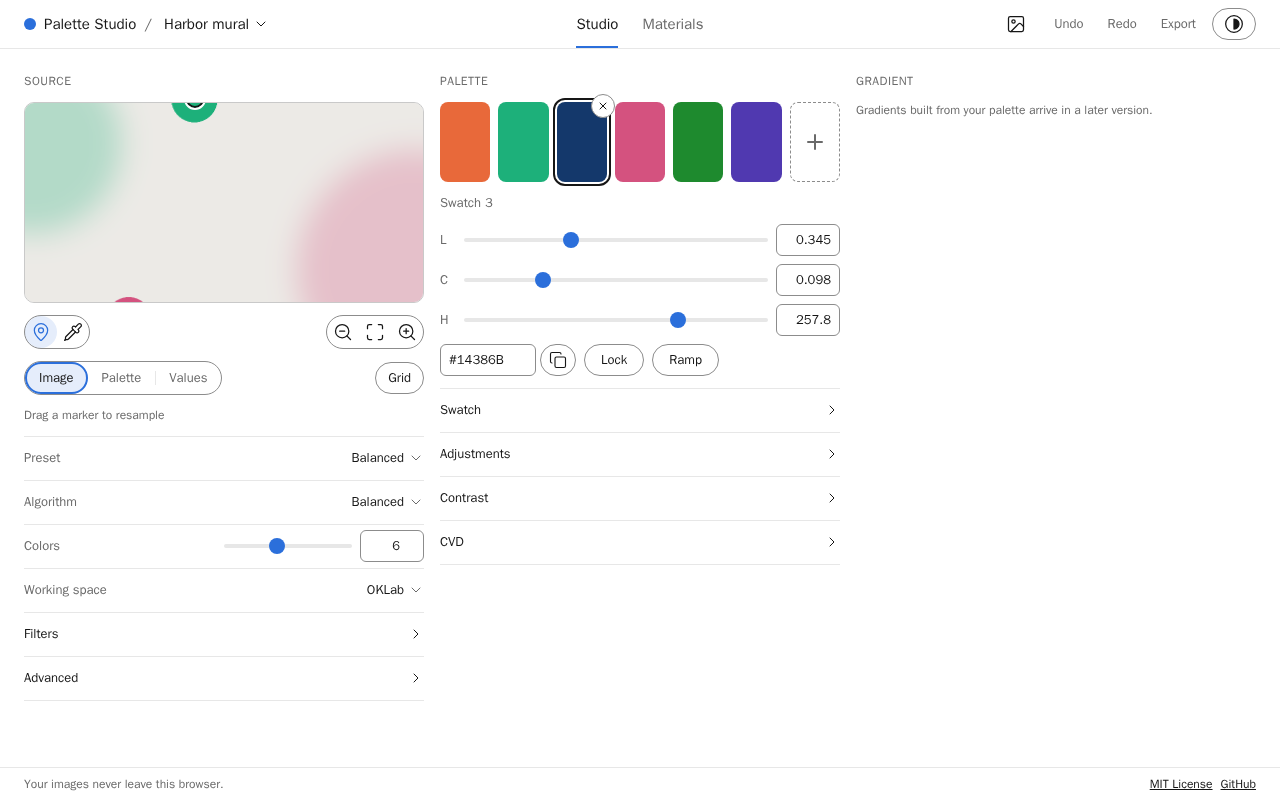 Palette Studio / Harbor mural
Studio Materials
Undo Redo Export
SOURCE
Image Palette Values Grid
Drag a marker to resample
Preset Balanced
Algorithm Balanced
Colors 6
Working space OKLab
Filters
Advanced
PALETTE
Swatch 3
L 0.345
C 0.098
H 257.8
#14386B Lock Ramp
Swatch
Adjustments
Contrast
CVD
GRADIENT
Gradients built from your palette arrive in a later version.
Your images never leave this browser.
MIT License GitHub